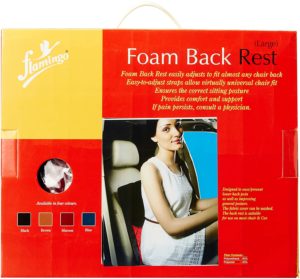 flamingo
Foam Back Rest
(Large)
Foam Back Rest easily adjusts to fit almost any chair back
Easy-to-adjust straps allow virtually universal chair fit
Ensures the correct sitting posture
Provides comfort and support
If pain persists, consult a physician.
Available in four colours.
Black Brown Maroon Blue
Designed to most prevent
lower back pain
as well as improving
general posture.
The fabric cover can be washed.
The back rest is suitable
for use on most chair & Car.